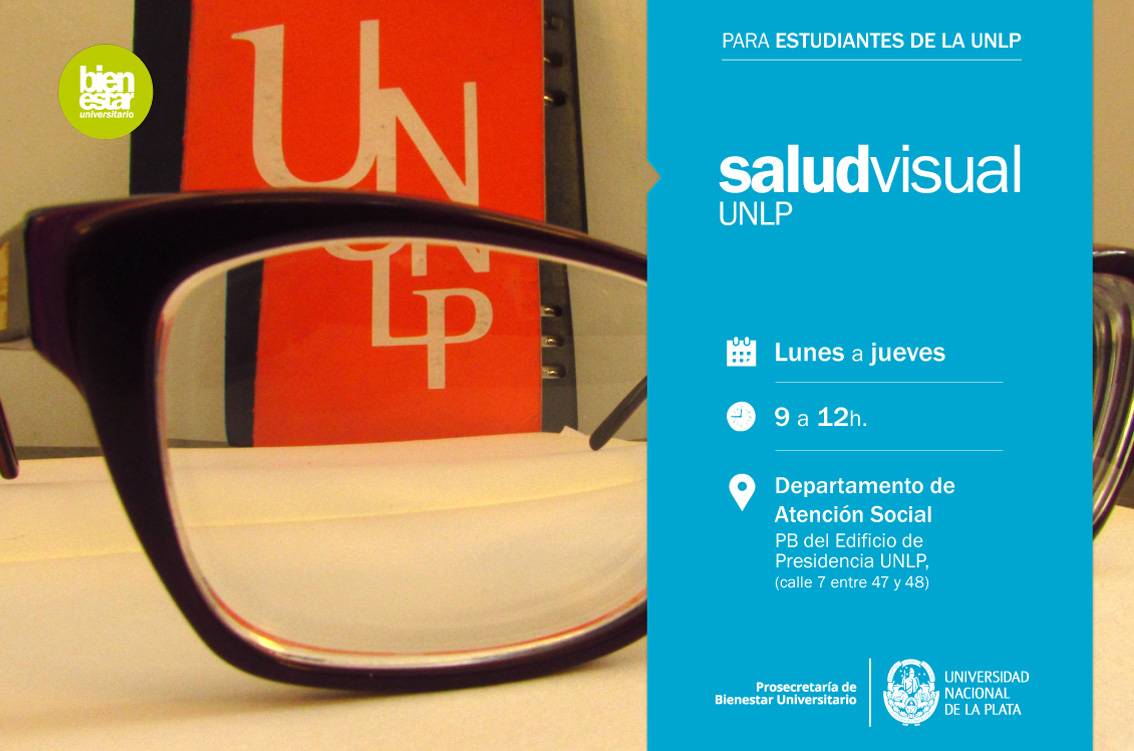 bien
estar
universitario
UN
LP
PARA ESTUDIANTES DE LA UNLP
saludvisual
UNLP
Lunes a jueves
9 a 12h.
Departamento de
Atención Social
PB del Edificio de
Presidencia UNLP,
(calle 7 entre 47 y 48)
Prosecretaría de
Bienestar Universitario
UNIVERSIDAD
NACIONAL
DE LA PLATA